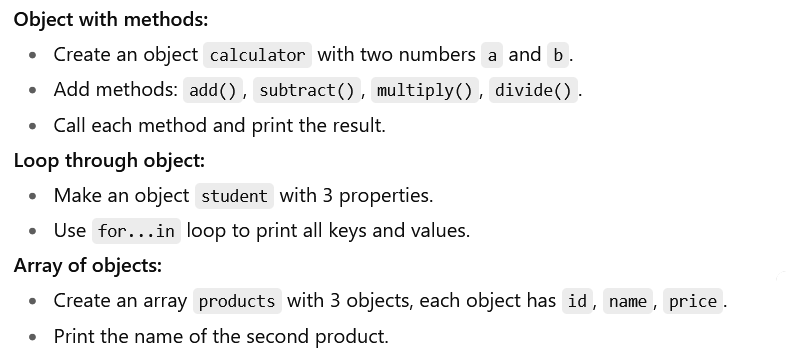 Object with methods:
• Create an object calculator with two numbers a and b.
• Add methods: add(), subtract(), multiply(), divide().
• Call each method and print the result.
Loop through object:
• Make an object student with 3 properties.
• Use for...in loop to print all keys and values.
Array of objects:
• Create an array products with 3 objects, each object has id, name, price.
• Print the name of the second product.